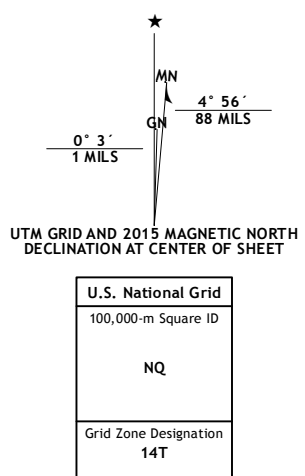 ★
MN
4° 56´
88 MILS
GN
0° 3´
1 MILS
UTM GRID AND 2015 MAGNETIC NORTH
DECLINATION AT CENTER OF SHEET
U.S. National Grid
100,000-m Square ID
NQ
Grid Zone Designation
14T